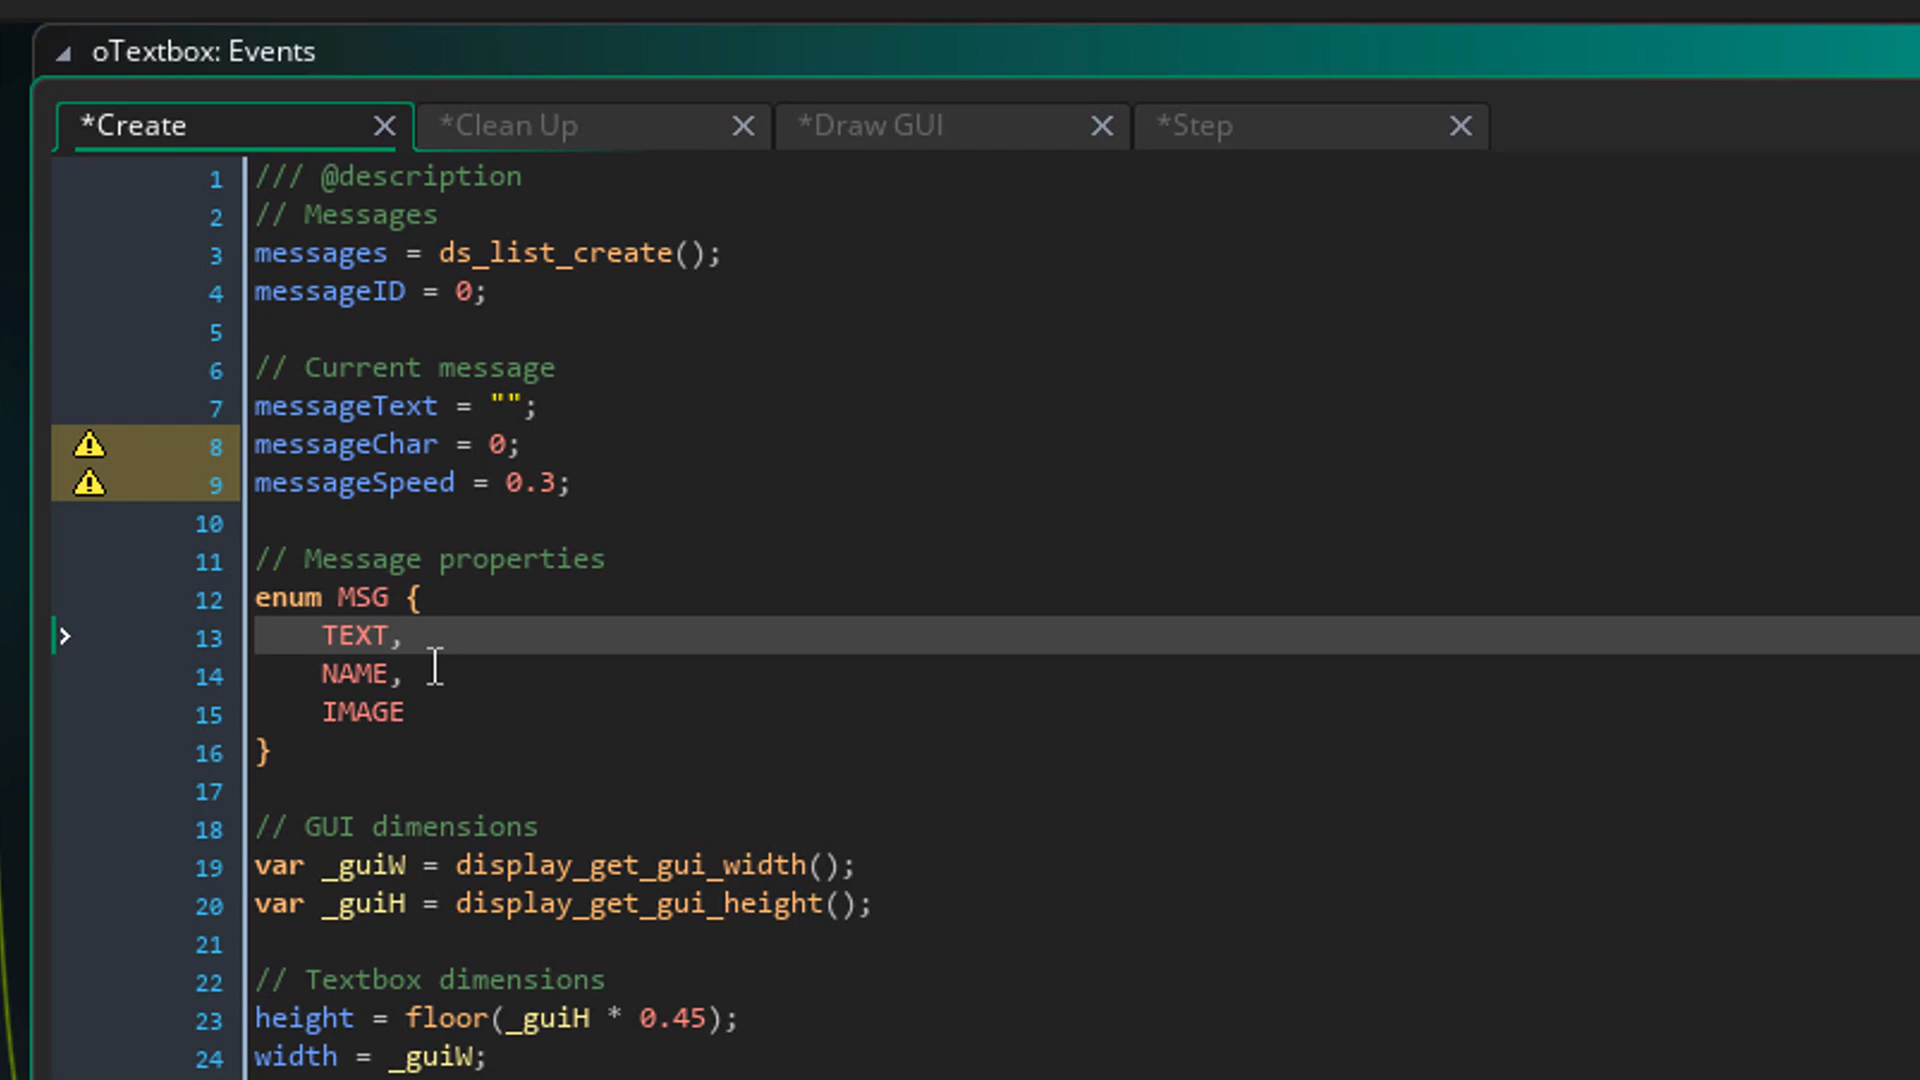 oTextbox: Events
*Create *Clean Up *Draw GUI *Step
1 /// @description
2 // Messages
3 messages = ds_list_create();
4 messageID = 0;
5
6 // Current message
7 messageText = "";
8 messageChar = 0;
9 messageSpeed = 0.3;
10
11 // Message properties
12 enum MSG {
13 TEXT,
14 NAME,
15 IMAGE
16 }
17
18 // GUI dimensions
19 var _guiW = display_get_gui_width();
20 var _guiH = display_get_gui_height();
21
22 // Textbox dimensions
23 height = floor(_guiH * 0.45);
24 width = _guiW;